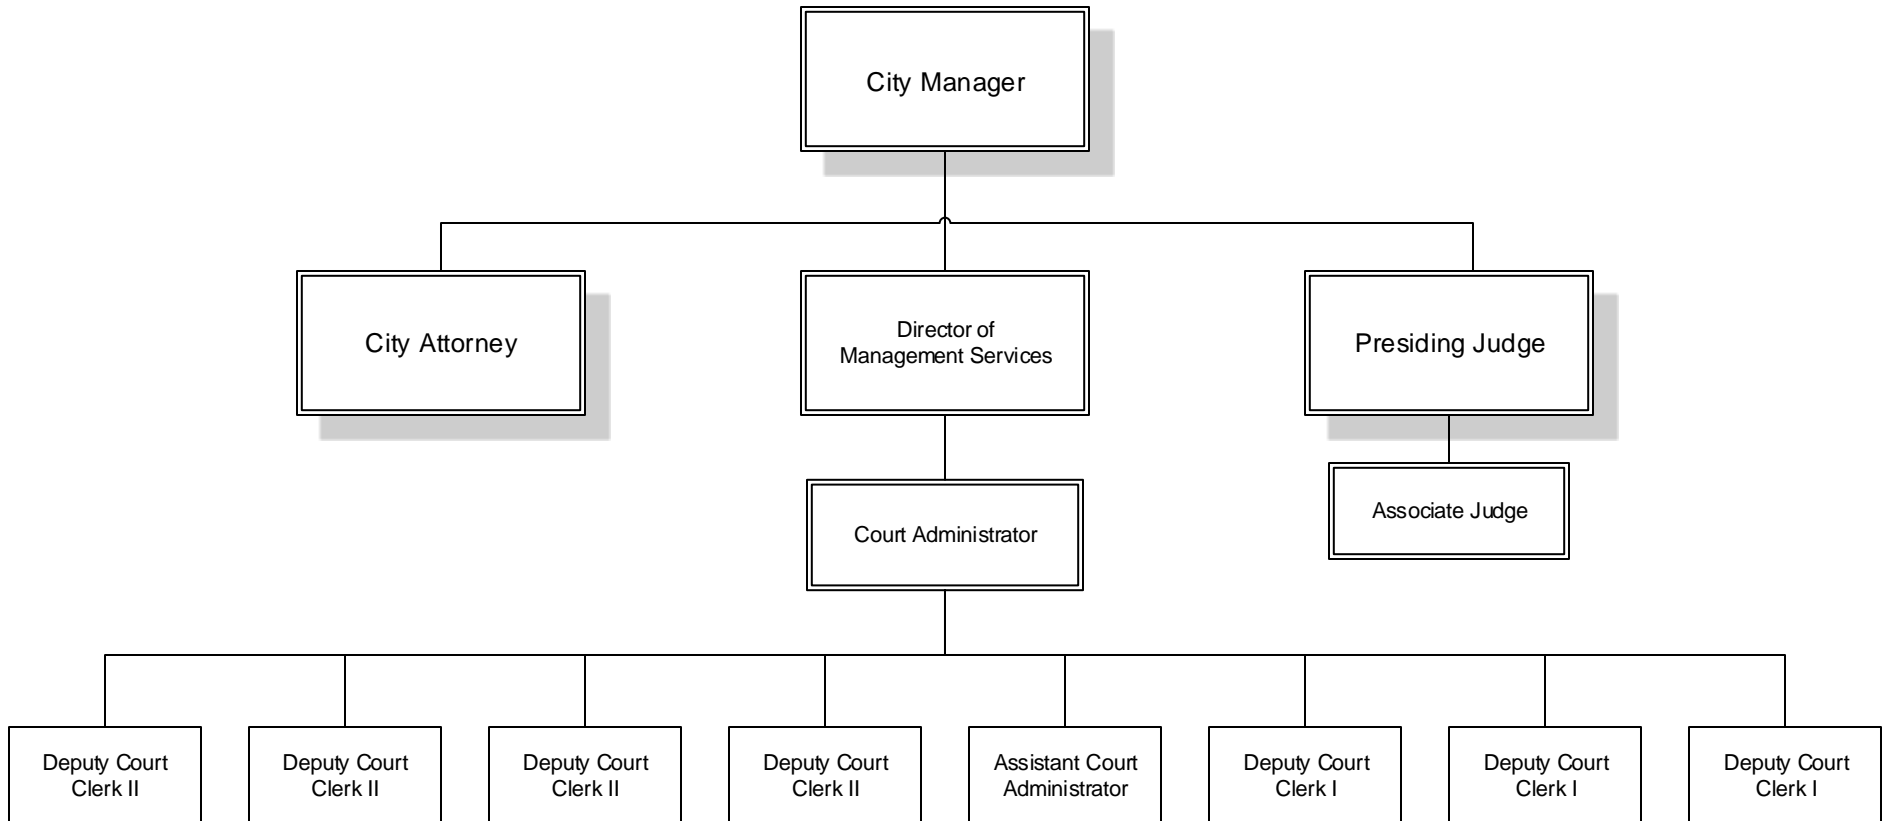 City Manager
City Attorney
Director of
Management Services
Presiding Judge
Associate Judge
Court Administrator
Deputy Court
Clerk II
Deputy Court
Clerk II
Deputy Court
Clerk II
Deputy Court
Clerk II
Assistant Court
Administrator
Deputy Court
Clerk I
Deputy Court
Clerk I
Deputy Court
Clerk I